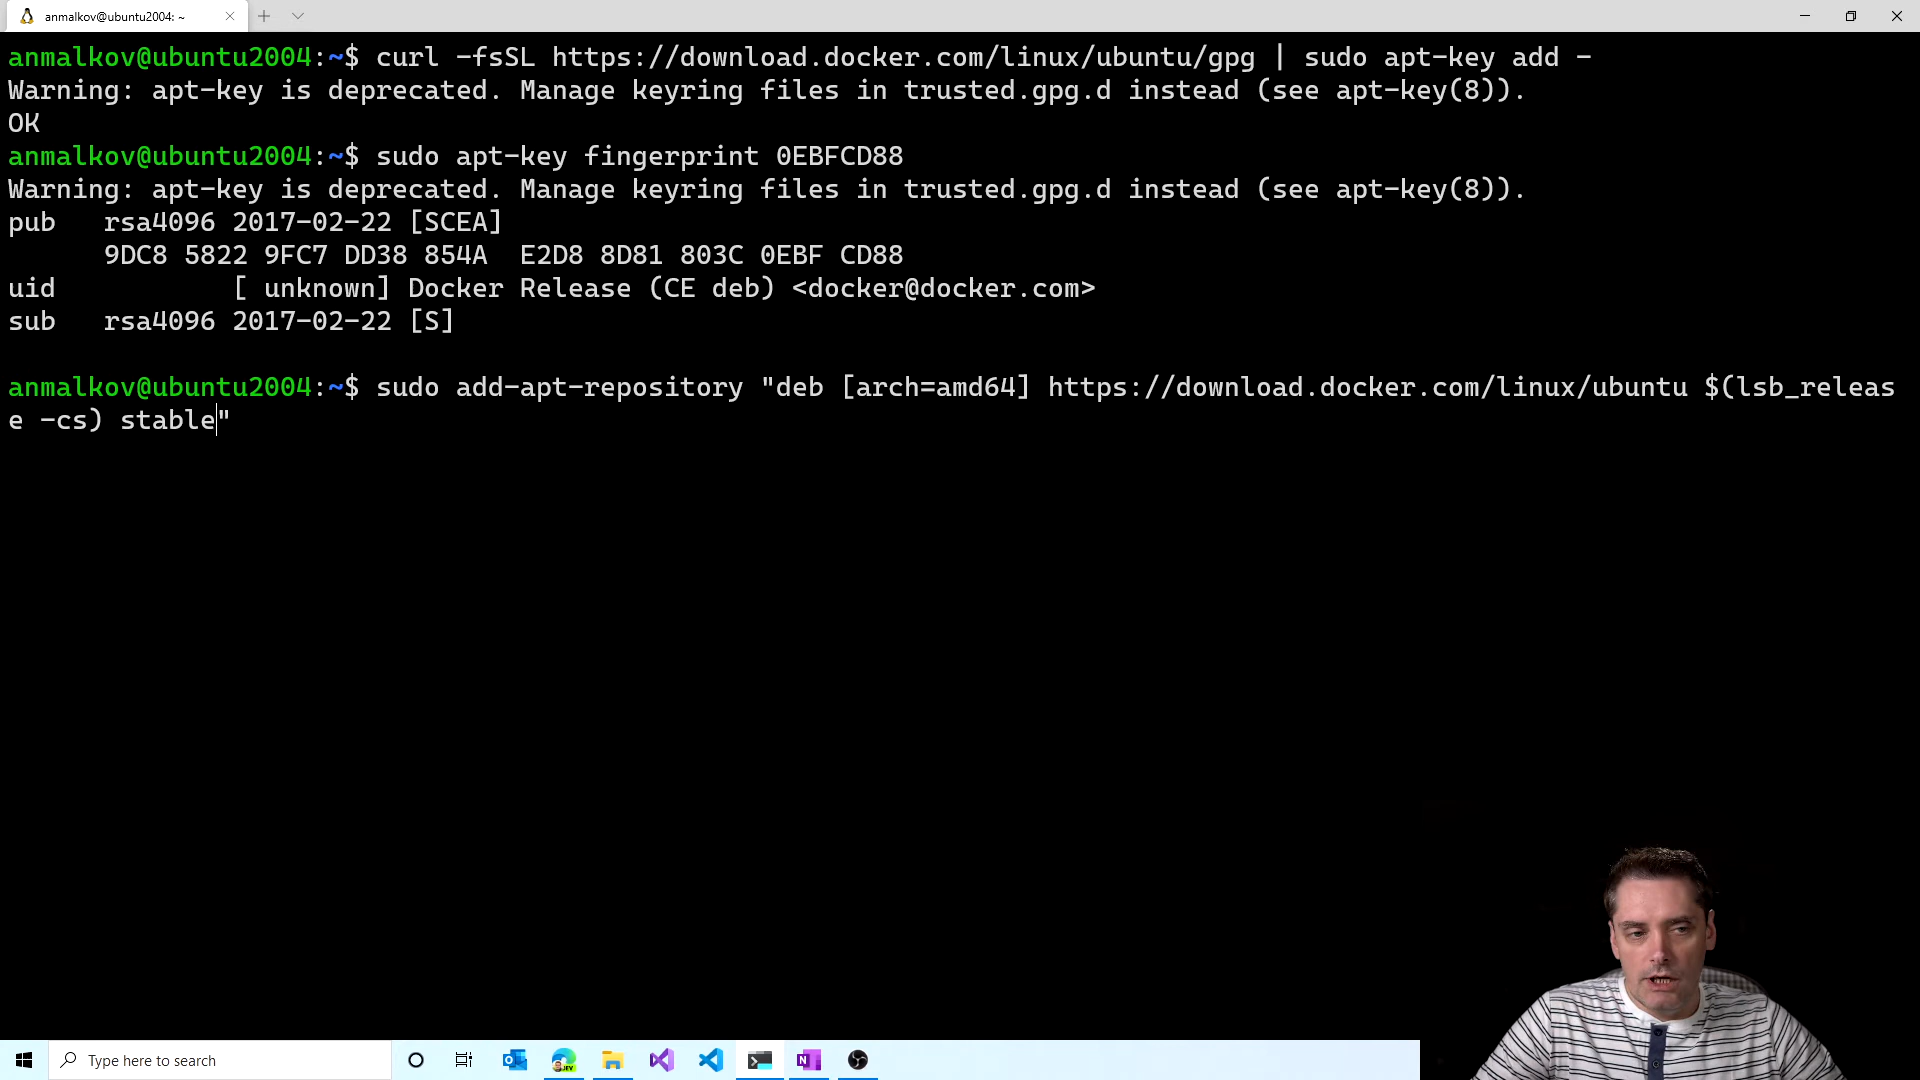 anmalkov@ubuntu2004: ~
anmalkov@ubuntu2004:~$ curl -fsSL https://download.docker.com/linux/ubuntu/gpg | sudo apt-key add -
Warning: apt-key is deprecated. Manage keyring files in trusted.gpg.d instead (see apt-key(8)).
OK
anmalkov@ubuntu2004:~$ sudo apt-key fingerprint 0EBFCD88
Warning: apt-key is deprecated. Manage keyring files in trusted.gpg.d instead (see apt-key(8)).
pub   rsa4096 2017-02-22 [SCEA]
      9DC8 5822 9FC7 DD38 854A  E2D8 8D81 803C 0EBF CD88
uid           [ unknown] Docker Release (CE deb) <docker@docker.com>
sub   rsa4096 2017-02-22 [S]
anmalkov@ubuntu2004:~$ sudo add-apt-repository "deb [arch=amd64] https://download.docker.com/linux/ubuntu $(lsb_releas
e -cs) stable"
Type here to search